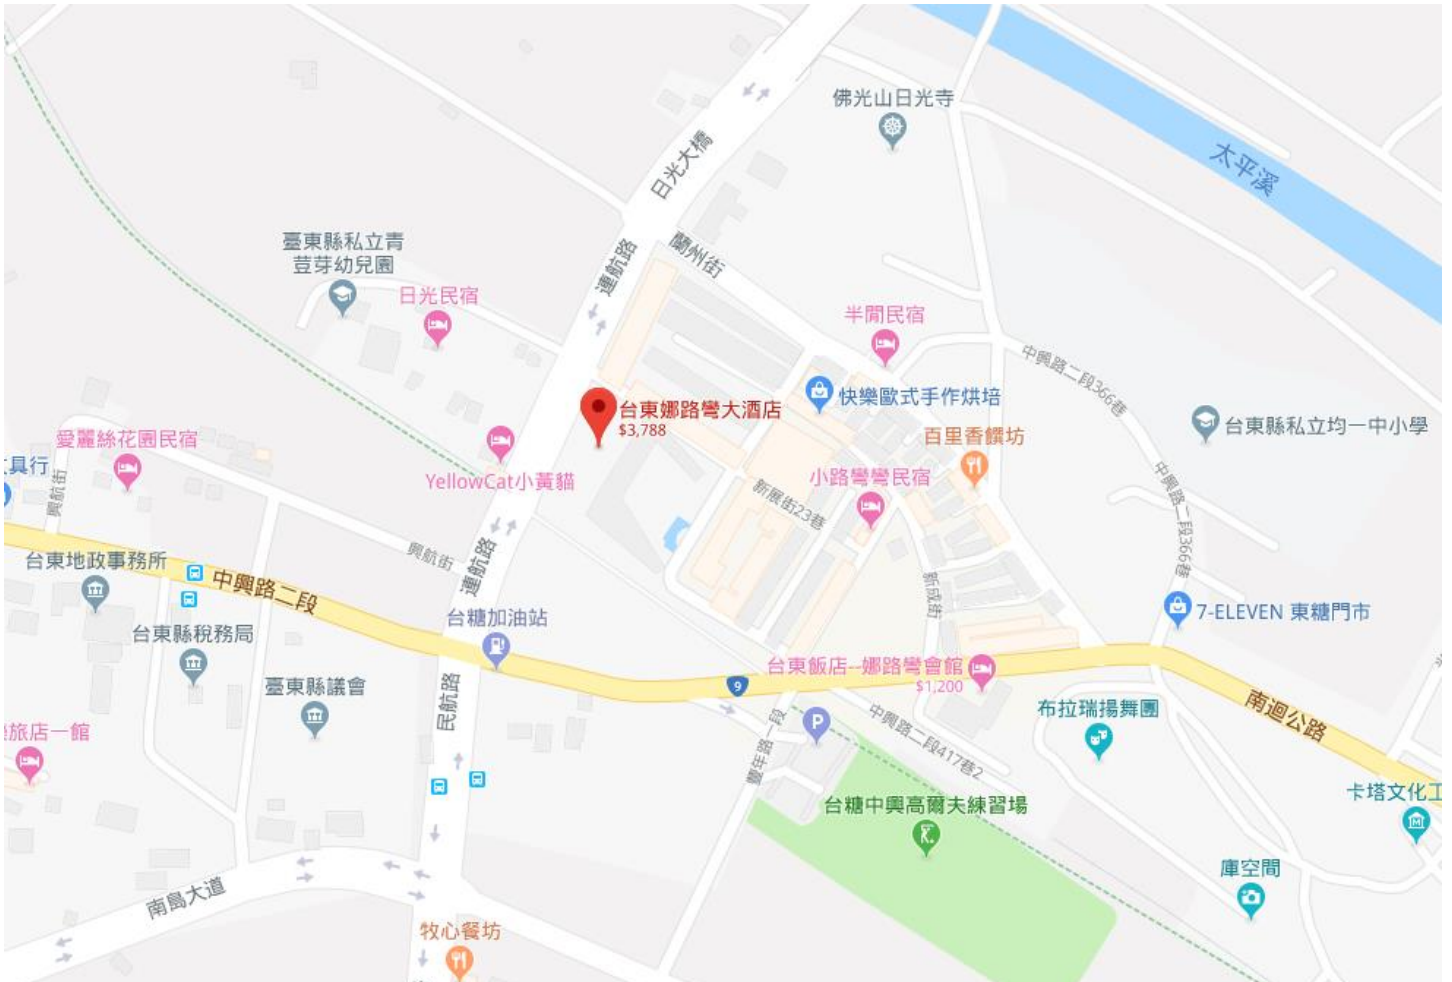 佛光山日光寺
太平溪
日光大橋
蘭州街
連航路
臺東縣私立青
荳芽幼兒園
日光民宿
半閒民宿
中興路二段366巷
快樂歐式手作烘培
台東娜路彎大酒店
$3,788
台東縣私立均一中小學
愛麗絲花園民宿
具行
YellowCat小黃貓
百里香饌坊
小路彎彎民宿
新展街23巷
中興路二段366巷
興航街
興航街
連航路
台東地政事務所
中興路二段
台糖加油站
新成街
7-ELEVEN 東糖門市
台東縣稅務局
台東飯店--娜路彎會館
$1,200
9
臺東縣議會
民航路
南迴公路
布拉瑞揚舞團
旅店一館
P
豐年路一段
中興路二段417巷2
台糖中興高爾夫練習場
卡塔文化工
庫空間
南島大道
牧心餐坊